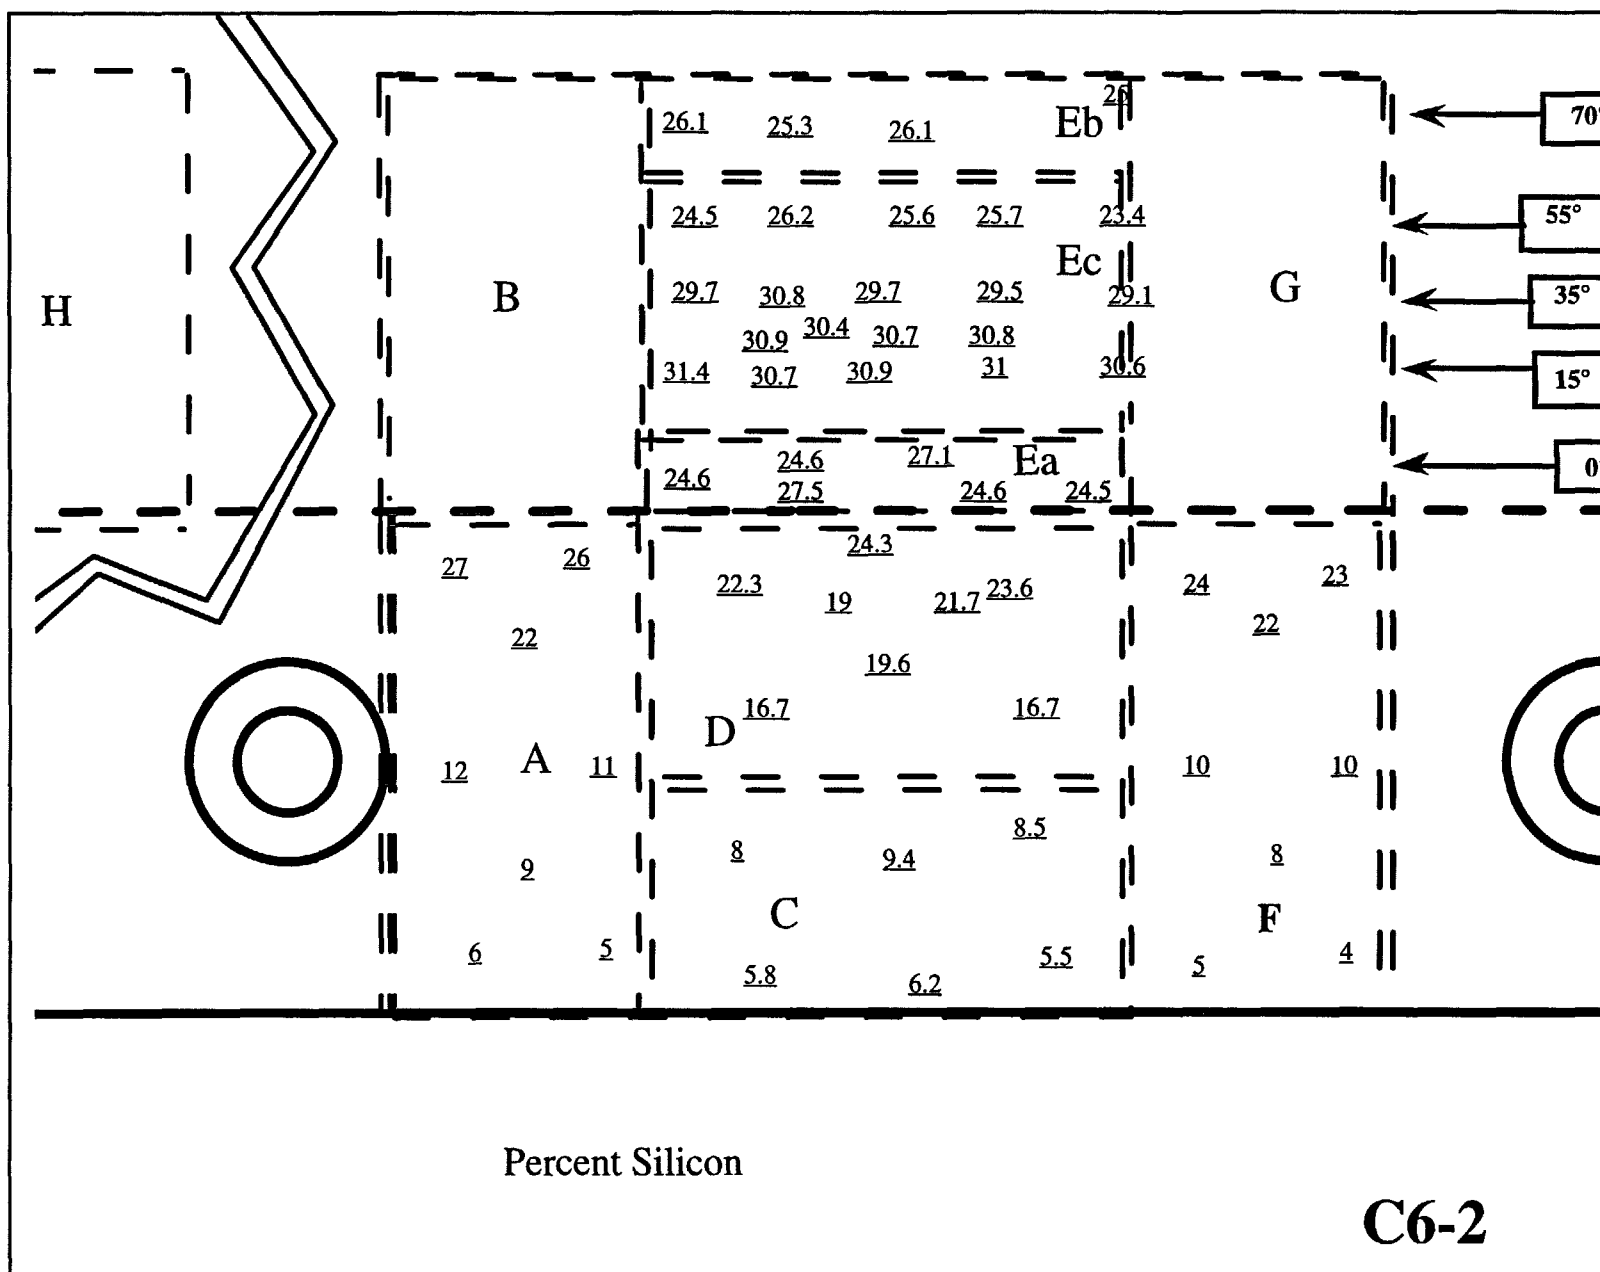 25
70°
26.1 25.3 26.1 Eb
24.5 26.2 25.6 25.7 23.4 55°
Ec
H B 29.7 30.8 29.7 29.5 29.1 G 35°
30.9 30.4 30.7 30.8
31.4 30.7 30.9 31 30.6 15°
24.6 27.1 Ea
24.6 27.5 24.6 24.5 0
24.3
27 26 22.3 19 21.7 23.6 24 23
22 22
19.6
16.7 16.7
D
12 A 11 10 10
8.5
9 8 9.4 8
C F
6 5 5.8 6.2 5.5 5 4
Percent Silicon
C6-2